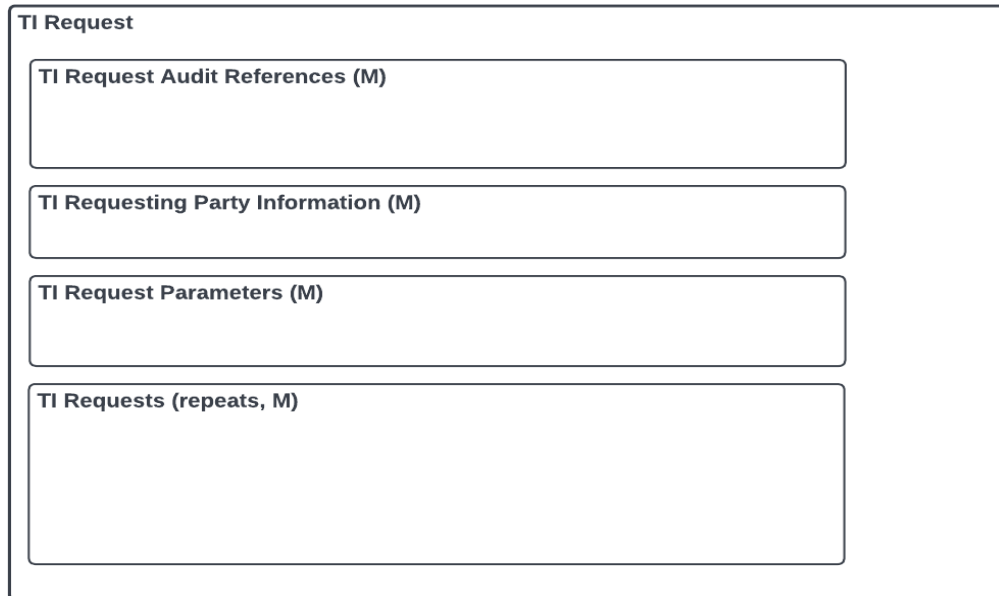 TI Request
TI Request Audit References (M)
TI Requesting Party Information (M)
TI Request Parameters (M)
TI Requests (repeats, M)